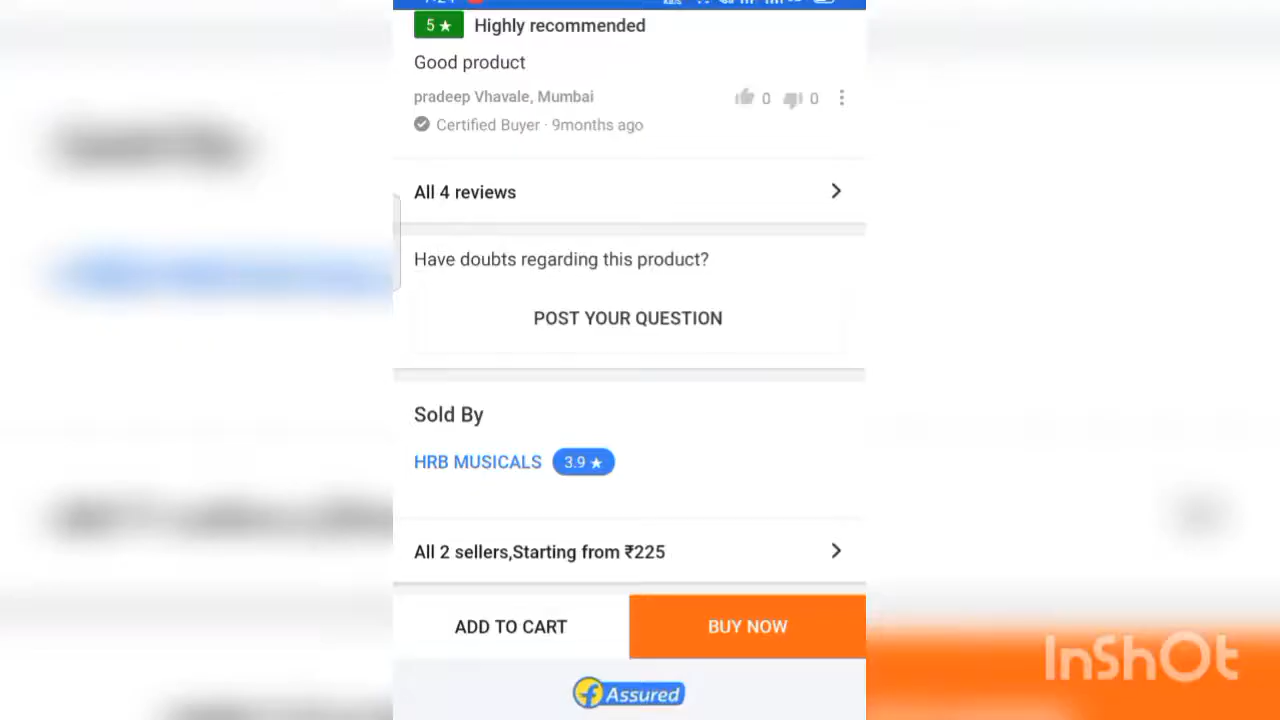 5 ★ Highly recommended
Good product
pradeep Vhavale, Mumbai
0 0
Certified Buyer · 9months ago
All 4 reviews
Have doubts regarding this product?
POST YOUR QUESTION
Sold By
HRB MUSICALS 3.9 ★
All 2 sellers,Starting from ₹225
ADD TO CART BUY NOW
f Assured
InShOt